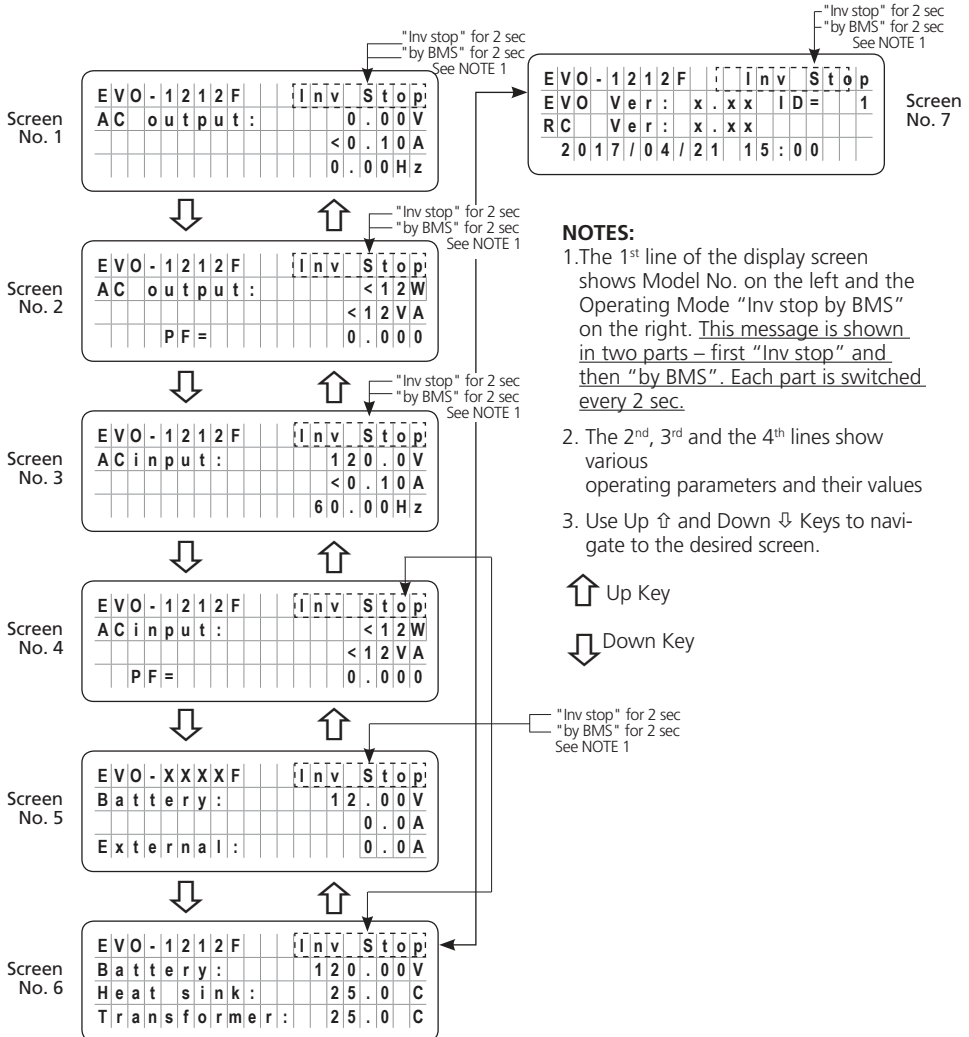 "Inv stop" for 2 sec
"by BMS" for 2 sec
See NOTE 1
Screen
No. 1
EVO-1212F Inv Stop
AC output: 0.00V
<0.10A
0.00Hz
"Inv stop" for 2 sec
"by BMS" for 2 sec
See NOTE 1
Screen
No. 2
EVO-1212F Inv Stop
AC output: <12W
<12VA
PF= 0.000
"Inv stop" for 2 sec
"by BMS" for 2 sec
See NOTE 1
Screen
No. 3
EVO-1212F Inv Stop
ACinput: 120.0V
<0.10A
60.00Hz
Screen
No. 4
EVO-1212F Inv Stop
ACinput: <12W
<12VA
PF= 0.000
"Inv stop" for 2 sec
"by BMS" for 2 sec
See NOTE 1
Screen
No. 5
EVO-XXXXF Inv Stop
Battery: 12.00V
0.0A
External: 0.0A
Screen
No. 6
EVO-1212F Inv Stop
Battery: 120.00V
Heat sink: 25.0 C
Transformer: 25.0 C
"Inv stop" for 2 sec
"by BMS" for 2 sec
See NOTE 1
EVO-1212F Inv Stop
EVO Ver: x.xx ID= 1
RC Ver: x.xx
2017/04/21 15:00
Screen
No. 7
NOTES:
1.The 1st line of the display screen
shows Model No. on the left and the
Operating Mode “Inv stop by BMS”
on the right. This message is shown
in two parts – first “Inv stop” and
then “by BMS”. Each part is switched
every 2 sec.
2. The 2nd, 3rd and the 4th lines show
various
operating parameters and their values
3. Use Up ⇧ and Down ⇩ Keys to navi-
gate to the desired screen.
Up Key
Down Key